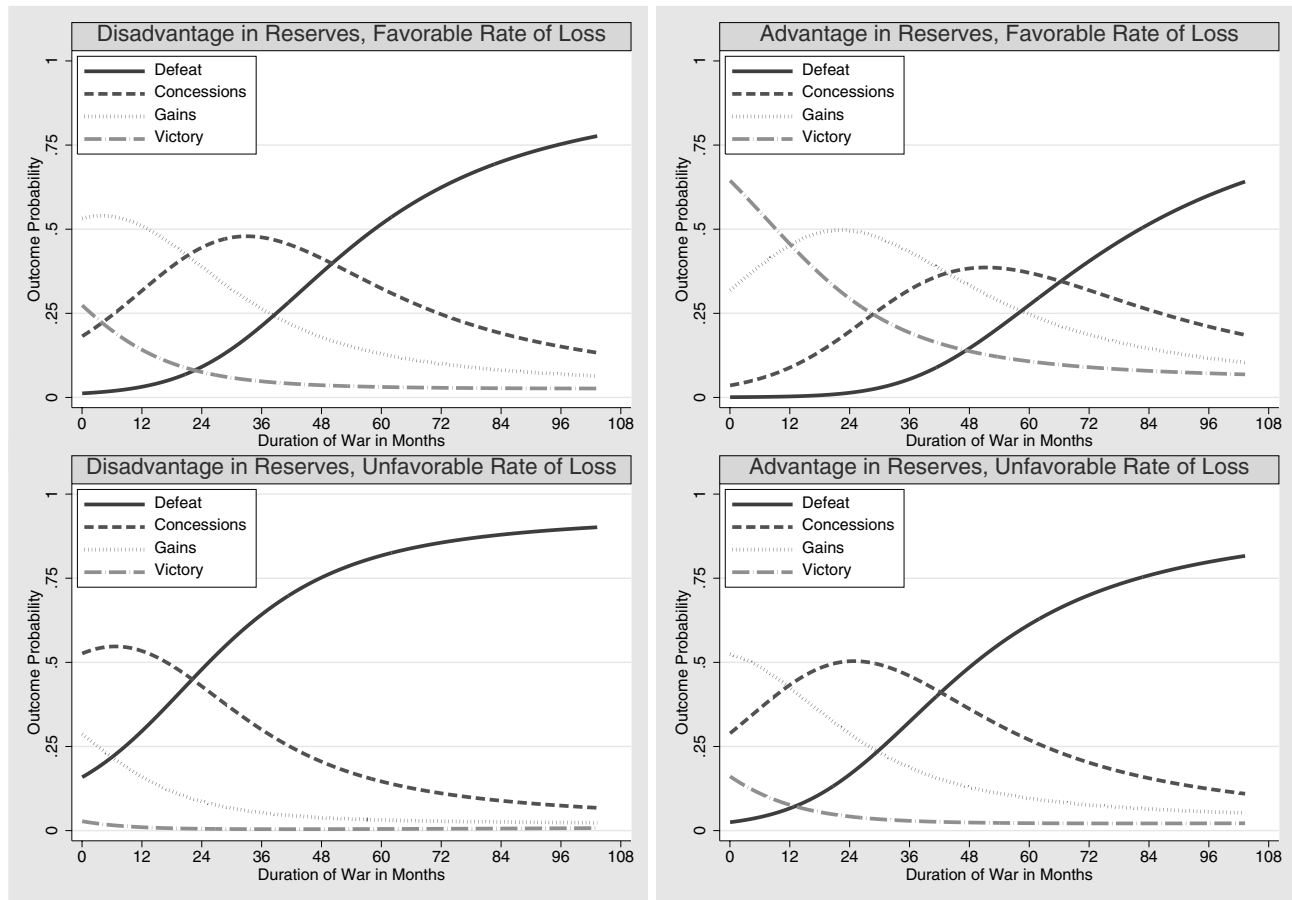 Disadvantage in Reserves, Favorable Rate of Loss
Defeat
Concessions
Gains
Victory
Outcome Probability
1
.75
.5
.25
0
0 12 24 36 48 60 72 84 96 108
Duration of War in Months
Advantage in Reserves, Favorable Rate of Loss
Defeat
Concessions
Gains
Victory
Outcome Probability
1
.75
.5
.25
0
0 12 24 36 48 60 72 84 96 108
Duration of War in Months
Disadvantage in Reserves, Unfavorable Rate of Loss
Defeat
Concessions
Gains
Victory
Outcome Probability
1
.75
.5
.25
0
0 12 24 36 48 60 72 84 96 108
Duration of War in Months
Advantage in Reserves, Unfavorable Rate of Loss
Defeat
Concessions
Gains
Victory
Outcome Probability
1
.75
.5
.25
0
0 12 24 36 48 60 72 84 96 108
Duration of War in Months